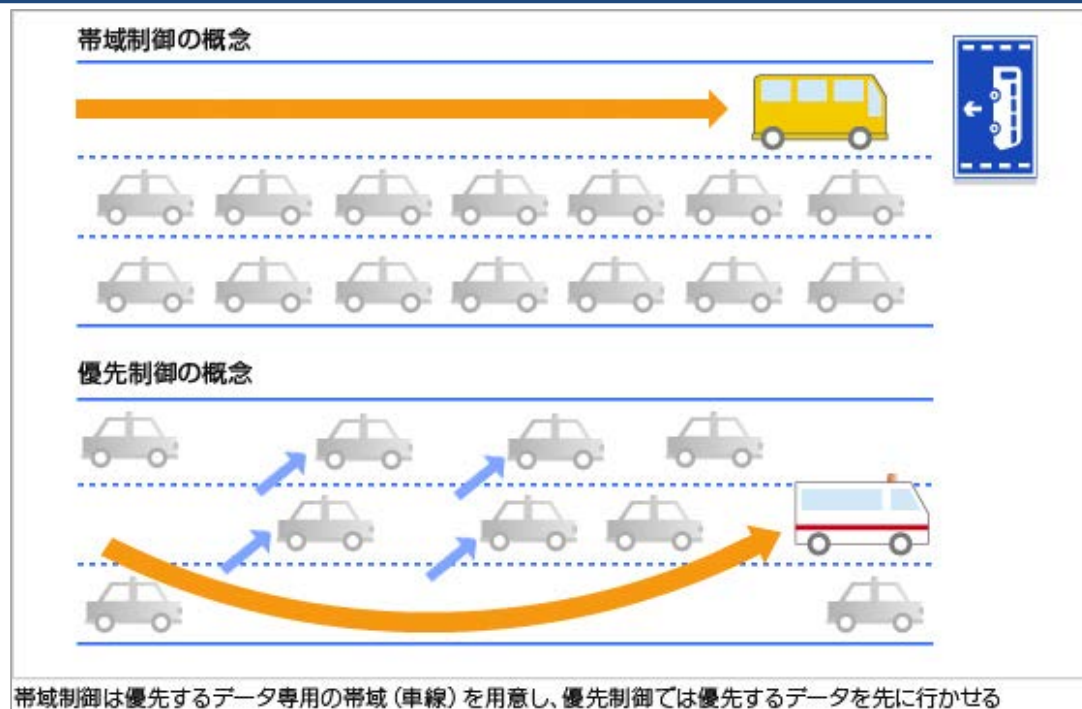 帯域制御の概念
優先制御の概念
帯域制御は優先するデータ専用の帯域（車線）を用意し、優先制御では優先するデータを先に行かせる